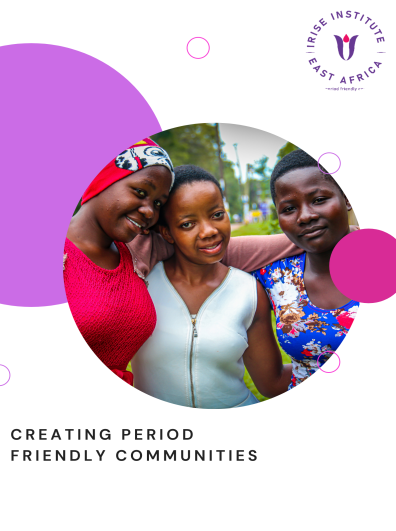 IRISE INSTITUTE
EAST AFRICA
CREATING PERIOD
FRIENDLY COMMUNITIES